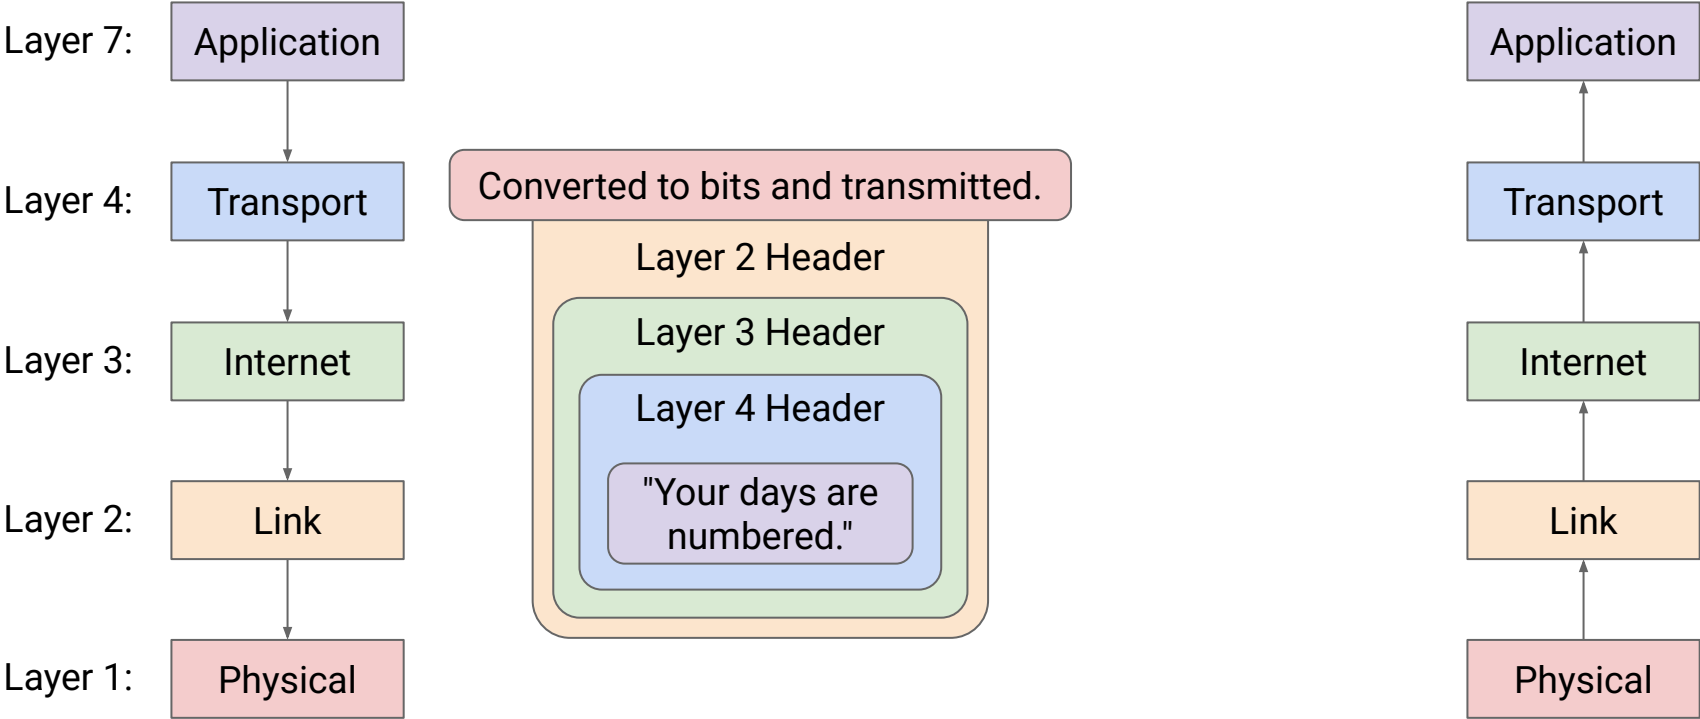 Layer 7:
Application
Application
Layer 4:
Transport
Converted to bits and transmitted.
Transport
Layer 2 Header
Layer 3 Header
Layer 3:
Internet
Internet
Layer 4 Header
"Your days are
numbered."
Layer 2:
Link
Link
Layer 1:
Physical
Physical